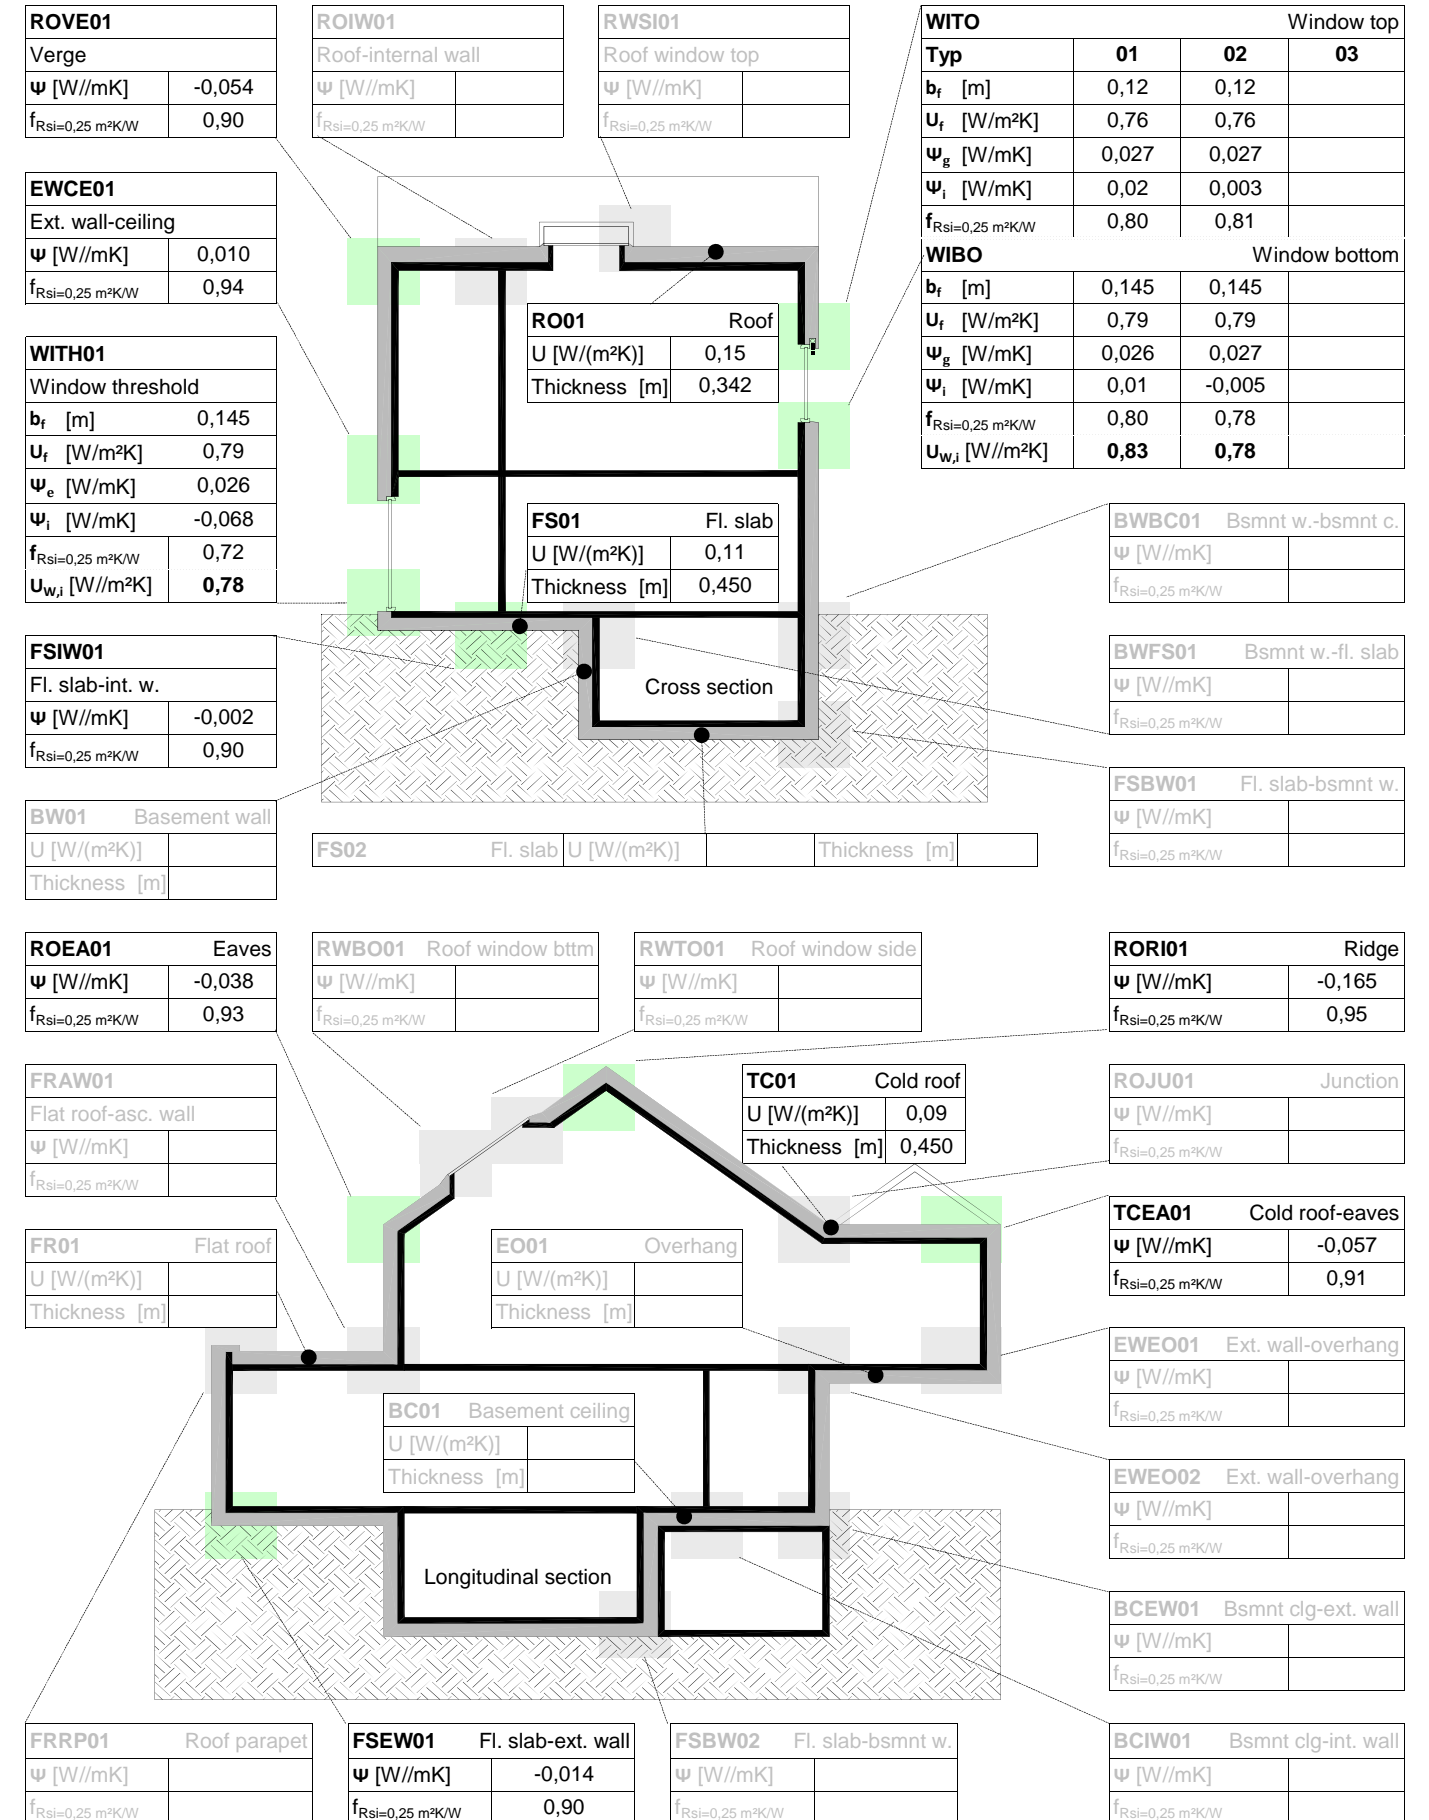 ROVE01
Verge
Ψ [W//mK] -0,054
fRsi=0,25 m²K/W 0,90
ROIW01
Roof-internal wall
Ψ [W//mK]
fRsi=0,25 m²K/W
RWSI01
Roof window top
Ψ [W//mK]
fRsi=0,25 m²K/W
WITO Window top
Typ 01 02 03
bf [m] 0,12 0,12
Uf [W/m²K] 0,76 0,76
Ψg [W/mK] 0,027 0,027
Ψi [W/mK] 0,02 0,003
fRsi=0,25 m²K/W 0,80 0,81
WIBO Window bottom
bf [m] 0,145 0,145
Uf [W/m²K] 0,79 0,79
Ψg [W/mK] 0,026 0,027
Ψi [W/mK] 0,01 -0,005
fRsi=0,25 m²K/W 0,80 0,78
UW,i [W//m²K] 0,83 0,78
EWCE01
Ext. wall-ceiling
Ψ [W//mK] 0,010
fRsi=0,25 m²K/W 0,94
WITH01
Window threshold
bf [m] 0,145
Uf [W/m²K] 0,79
Ψe [W/mK] 0,026
Ψi [W/mK] -0,068
fRsi=0,25 m²K/W 0,72
UW,i [W//m²K] 0,78
RO01 Roof
U [W/(m²K)] 0,15
Thickness [m] 0,342
FS01 Fl. slab
U [W/(m²K)] 0,11
Thickness [m] 0,450
BWBC01 Bsmnt w.-bsmnt c.
Ψ [W//mK]
fRsi=0,25 m²K/W
FSIW01
Fl. slab-int. w.
Ψ [W//mK] -0,002
fRsi=0,25 m²K/W 0,90
Cross section
BWFS01 Bsmnt w.-fl. slab
Ψ [W//mK]
fRsi=0,25 m²K/W
FSBW01 Fl. slab-bsmnt w.
Ψ [W//mK]
fRsi=0,25 m²K/W
BW01 Basement wall
U [W/(m²K)]
Thickness [m]
FS02 Fl. slab U [W/(m²K)] Thickness [m]
ROEA01 Eaves
Ψ [W//mK] -0,038
fRsi=0,25 m²K/W 0,93
RWBO01 Roof window bttm
Ψ [W//mK]
fRsi=0,25 m²K/W
RWTO01 Roof window side
Ψ [W//mK]
fRsi=0,25 m²K/W
RORI01 Ridge
Ψ [W//mK] -0,165
fRsi=0,25 m²K/W 0,95
FRAW01
Flat roof-asc. wall
Ψ [W//mK]
fRsi=0,25 m²K/W
TC01 Cold roof
U [W/(m²K)] 0,09
Thickness [m] 0,450
ROJU01 Junction
Ψ [W//mK]
fRsi=0,25 m²K/W
TCEA01 Cold roof-eaves
Ψ [W//mK] -0,057
fRsi=0,25 m²K/W 0,91
FR01 Flat roof
U [W/(m²K)]
Thickness [m]
EO01 Overhang
U [W/(m²K)]
Thickness [m]
EWEO01 Ext. wall-overhang
Ψ [W//mK]
fRsi=0,25 m²K/W
BC01 Basement ceiling
U [W/(m²K)]
Thickness [m]
EWEO02 Ext. wall-overhang
Ψ [W//mK]
fRsi=0,25 m²K/W
Longitudinal section
BCEW01 Bsmnt clg-ext. wall
Ψ [W//mK]
fRsi=0,25 m²K/W
FRRP01 Roof parapet
Ψ [W//mK]
fRsi=0,25 m²K/W
FSEW01 Fl. slab-ext. wall
Ψ [W//mK] -0,014
fRsi=0,25 m²K/W 0,90
FSBW02 Fl. slab-bsmnt w.
Ψ [W//mK]
fRsi=0,25 m²K/W
BCIW01 Bsmnt clg-int. wall
Ψ [W//mK]
fRsi=0,25 m²K/W